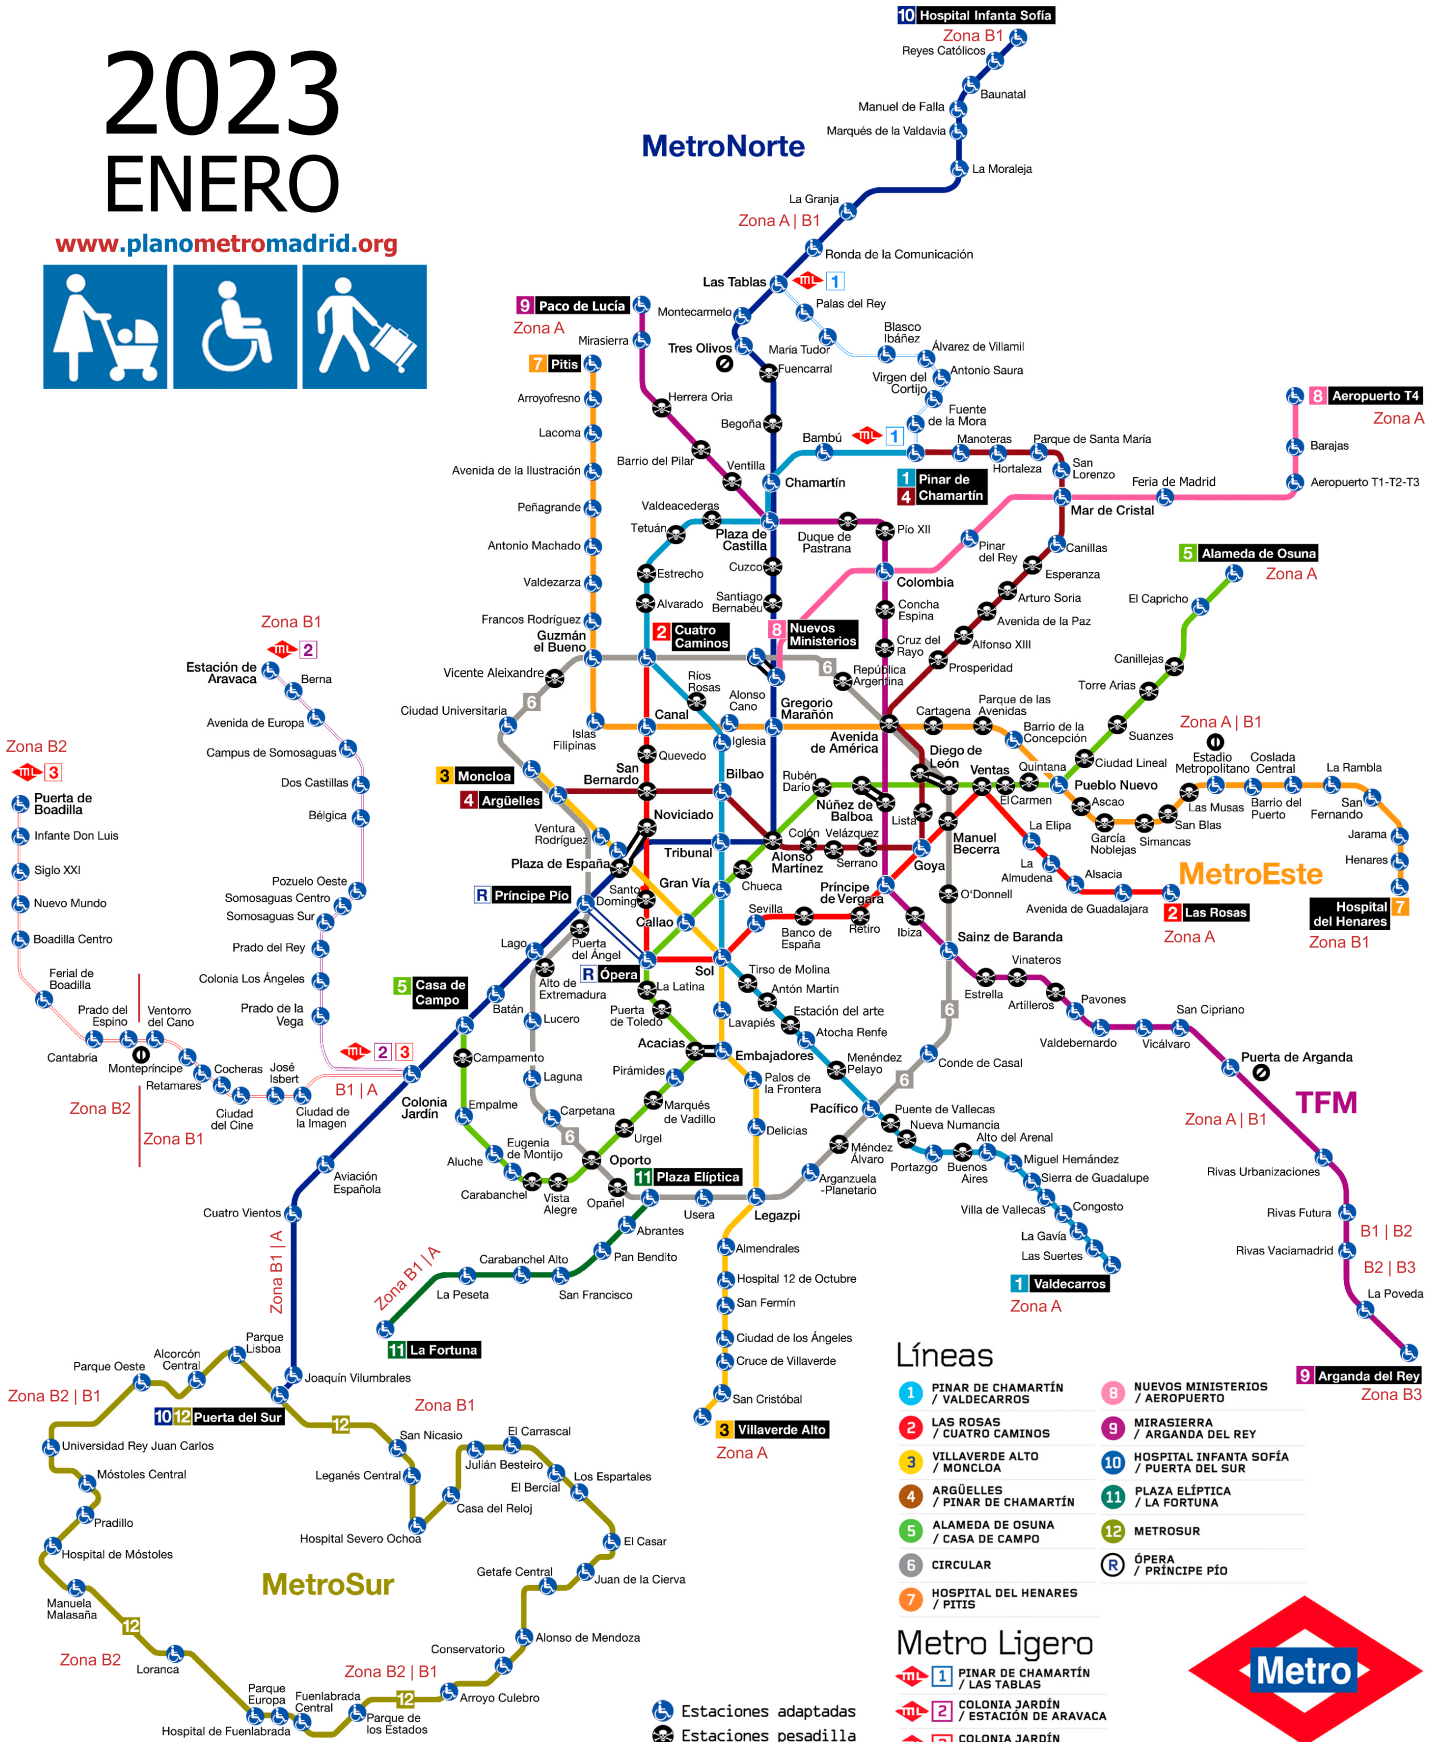 2023
ENERO
www.planometromadrid.org
10 Hospital Infanta Sofía
Zona B1
Reyes Católicos
Baunatal
Manuel de Falla
Marqués de la Valdavia
MetroNorte
La Moraleja
La Granja
Zona A | B1
Ronda de la Comunicación
Las Tablas
mL 1
9 Paco de Lucía
Zona A
Montecarmelo
Palas del Rey
Mirasierra
Tres Olivos
María Tudor
Blasco
Ibáñez
Álvarez de Villamil
7 Pitis
Fuencarral
Antonio Saura
Virgen del
Cortijo
Arroyofresno
Herrera Oria
Fuente
de la Mora
8 Aeropuerto T4
Zona A
Begoña
Lacoma
Bambú
mL 1
Manoteras
Parque de Santa María
Barajas
Barrio del Pilar
Hortaleza
San
Lorenzo
Avenida de la Ilustración
Ventilla
Chamartín
1 Pinar de
4 Chamartín
Feria de Madrid
Aeropuerto T1-T2-T3
Peñagrande
Valdeacederas
Mar de Cristal
Tetuán
Plaza de
Castilla
Duque de
Pastrana
Pío XII
Antonio Machado
Pinar
del Rey
Canillas
5 Alameda de Osuna
Zona A
Cuzco
Estrecho
Colombia
Esperanza
Valdezarza
Santiago
Bernabéu
Alvarado
Concha
Espina
Arturo Soria
El Capricho
Francos Rodríguez
Avenida de la Paz
Zona B1
mL 2
Guzmán
el Bueno
2 Cuatro
Caminos
8 Nuevos
Ministerios
Cruz del
Rayo
Alfonso XIII
Estación de
Aravaca
Berna
Vicente Aleixandre
6
República
Argentina
Prosperidad
Canillejas
Torre Arias
Ríos
Rosas
Alonso
Cano
Gregorio
Marañón
6
Ciudad Universitaria
Avenida de Europa
Canal
Cartagena
Parque de las
Avenidas
Barrio de la
Concepción
Suanzes
Zona A | B1
Islas
Filipinas
Iglesia
Avenida
de América
Campus de Somosaguas
Zona B2
mL 3
Quevedo
Diego de
León
Ciudad Lineal
Estadio
Metropolitano
Coslada
Central
La Rambla
3 Moncloa
San
Bernardo
Bilbao
Rubén
Darío
Ventas
Quintana
Pueblo Nuevo
Dos Castillas
4 Argüelles
Núñez de
Balboa
El Carmen
Ascao
Las Musas
Barrio del
Puerto
San
Fernando
Puerta de
Boadilla
Bélgica
Noviciado
Lista
La Elipa
García
Noblejas
San Blas
Simancas
Jarama
Infante Don Luis
Ventura
Rodríguez
Colón
Velázquez
Serrano
Manuel
Becerra
Tribunal
Alonso
Martínez
Goya
La
Almudena
Henares
Siglo XXI
Plaza de España
MetroEste
Alsacia
Pozuelo Oeste
Gran Vía
Chueca
Príncipe
de Vergara
O'Donnell
Avenida de Guadalajara
Hospital
del Henares 7
Zona B1
2 Las Rosas
Zona A
Nuevo Mundo
Somosaguas Centro
R Príncipe Pío
Santo
Domingo
Somosaguas Sur
Callao
Sevilla
Banco de
España
Retiro
Ibiza
Sainz de Baranda
Boadilla Centro
Prado del Rey
Lago
Puerta
del Ángel
Vinateros
Ferial de
Boadilla
Colonia Los Ángeles
R Ópera
Sol
Tirso de Molina
Estrella
5 Casa de
Campo
Alto de
Extremadura
La Latina
Antón Martin
Artilleros
Pavones
Prado del
Espino
Ventorro
del Cano
Prado de la
Vega
Batán
Lucero
Puerta
de Toledo
Lavapiés
Estación del arte
6
San Cipriano
Cantabria
Montepríncipe
mL 2 3
Campamento
Acacias
Embajadores
Atocha Renfe
Valdebernardo
Vicálvaro
Puerta de Arganda
Retamares
Cocheras
José
Isbert
B1 | A
Laguna
Pirámides
Palos de
la Frontera
Menéndez
Pelayo
Conde de Casal
6
TFM
Zona B2
Zona B1
Ciudad
del Cine
Ciudad de
la Imagen
Colonia
Jardín
Empalme
Carpetana
6
Marqués
de Vadillo
Pacífico
Puente de Vallecas
Nueva Numancia
Zona A | B1
Urgel
Delicias
Alto del Arenal
Eugenia
de Montijo
Aluche
Oporto
Méndez
Álvaro
Portazgo
Buenos
Aires
Miguel Hernández
Rivas Urbanizaciones
Aviación
Española
Carabanchel
Vista
Alegre
Opañel
11 Plaza Elíptica
Arganzuela
-Planetario
Sierra de Guadalupe
Cuatro Vientos
Usera
Legazpi
Villa de Vallecas
Congosto
Rivas Futura
Abrantes
La Gavía
B1 | B2
Zona B1 | A
Zona B1 | A
Carabanchel Alto
Pan Bendito
Almendrales
Las Suertes
Rivas Vaciamadrid
B2 | B3
La Peseta
San Francisco
Hospital 12 de Octubre
1 Valdecarros
Zona A
La Poveda
San Fermín
11 La Fortuna
Ciudad de los Ángeles
Parque
Lisboa
Alcorcón
Central
Parque Oeste
Cruce de Villaverde
9 Arganda del Rey
Zona B3
Joaquín Vilumbrales
Zona B2 | B1
San Cristóbal
10 12 Puerta del Sur
12
Zona B1
3 Villaverde Alto
Zona A
Universidad Rey Juan Carlos
San Nicasio
El Carrascal
Julián Besteiro
Móstoles Central
Leganés Central
El Bercial
Los Espartales
Pradillo
Casa del Reloj
Hospital Severo Ochoa
El Casar
Hospital de Móstoles
MetroSur
Getafe Central
Juan de la Cierva
Manuela
Malasaña
12
Alonso de Mendoza
Zona B2
Loranca
Conservatorio
Zona B2 | B1
Parque
Europa
Fuenlabrada
Central
12
Arroyo Culebro
Hospital de Fuenlabrada
Parque de
los Estados
Líneas
1 PINAR DE CHAMARTÍN
/ VALDECARROS
2 LAS ROSAS
/ CUATRO CAMINOS
3 VILLAVERDE ALTO
/ MONCLOA
4 ARGÜELLES
/ PINAR DE CHAMARTÍN
5 ALAMEDA DE OSUNA
/ CASA DE CAMPO
6 CIRCULAR
7 HOSPITAL DEL HENARES
/ PITIS
8 NUEVOS MINISTERIOS
/ AEROPUERTO
9 MIRASIERRA
/ ARGANDA DEL REY
10 HOSPITAL INFANTA SOFÍA
/ PUERTA DEL SUR
11 PLAZA ELÍPTICA
/ LA FORTUNA
12 METROSUR
R ÓPERA
/ PRÍNCIPE PÍO
Metro Ligero
mL 1 PINAR DE CHAMARTÍN
/ LAS TABLAS
mL 2 COLONIA JARDÍN
/ ESTACIÓN DE ARAVACA
COLONIA JARDÍN
Estaciones adaptadas
Estaciones pesadilla
Metro